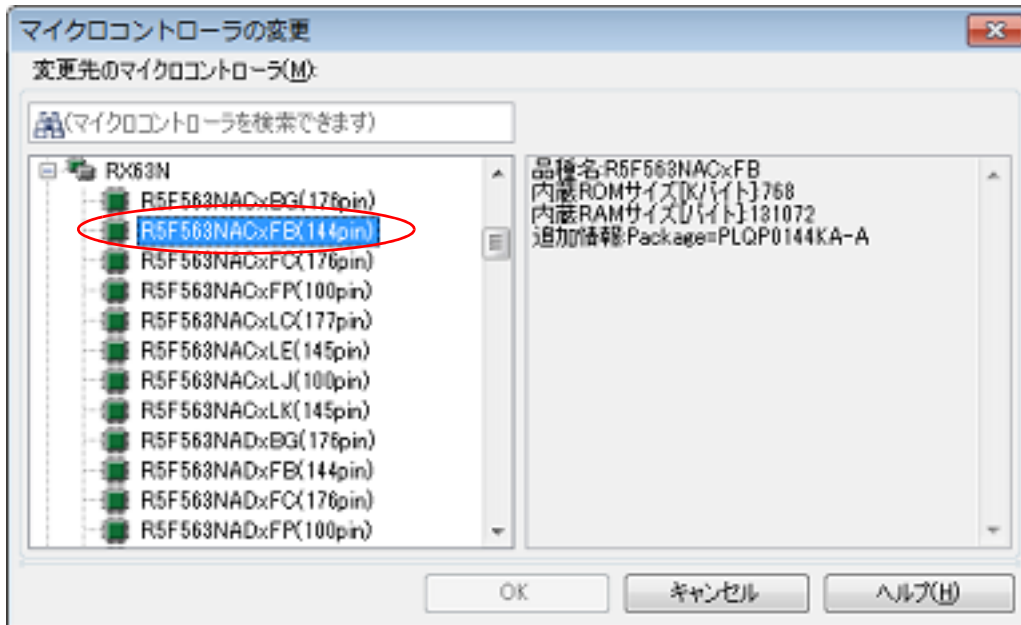 マイクロコントローラの変更
変更先のマイクロコントローラ(M):
(マイクロコントローラを検索できます)
RX63N
R5F563NACxBG(176pin)
R5F563NACxFB(144pin)
R5F563NACxFC(176pin)
R5F563NACxFP(100pin)
R5F563NACxLC(177pin)
R5F563NACxLE(145pin)
R5F563NACxLJ(100pin)
R5F563NACxLK(145pin)
R5F563NADxBG(176pin)
R5F563NADxFB(144pin)
R5F563NADxFC(176pin)
R5F563NADxFP(100pin)
品種名:R5F563NACxFB
内蔵ROMサイズ[Kバイト]:768
内蔵RAMサイズ[バイト]:131072
追加情報:Package=PLQP0144KA-A
OK
キャンセル
ヘルプ(H)